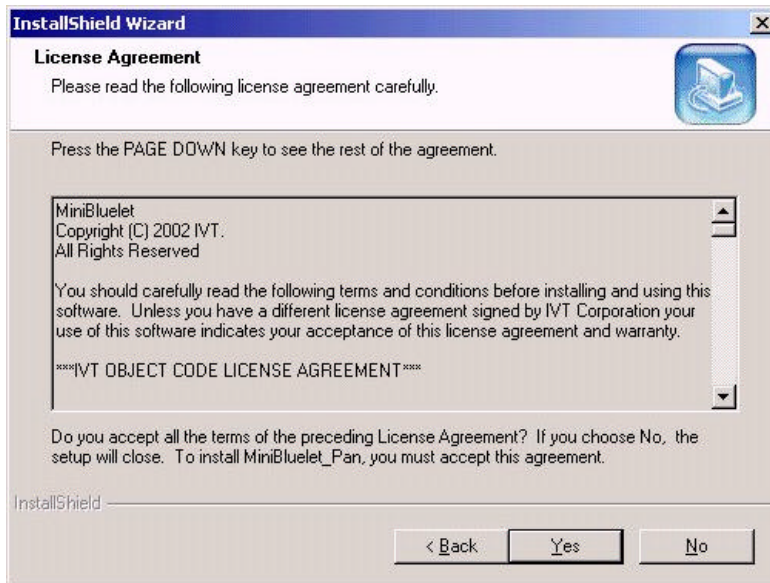 InstallShield Wizard
License Agreement
Please read the following license agreement carefully.
Press the PAGE DOWN key to see the rest of the agreement.
MiniBluelet
Copyright (C) 2002 IVT.
All Rights Reserved
You should carefully read the following terms and conditions before installing and using this
software. Unless you have a different license agreement signed by IVT Corporation your
use of this software indicates your acceptance of this license agreement and warranty.
***IVT OBJECT CODE LICENSE AGREEMENT***
Do you accept all the terms of the preceding License Agreement? If you choose No, the
setup will close. To install MiniBluelet_Pan, you must accept this agreement.
InstallShield
< Back
Yes
No